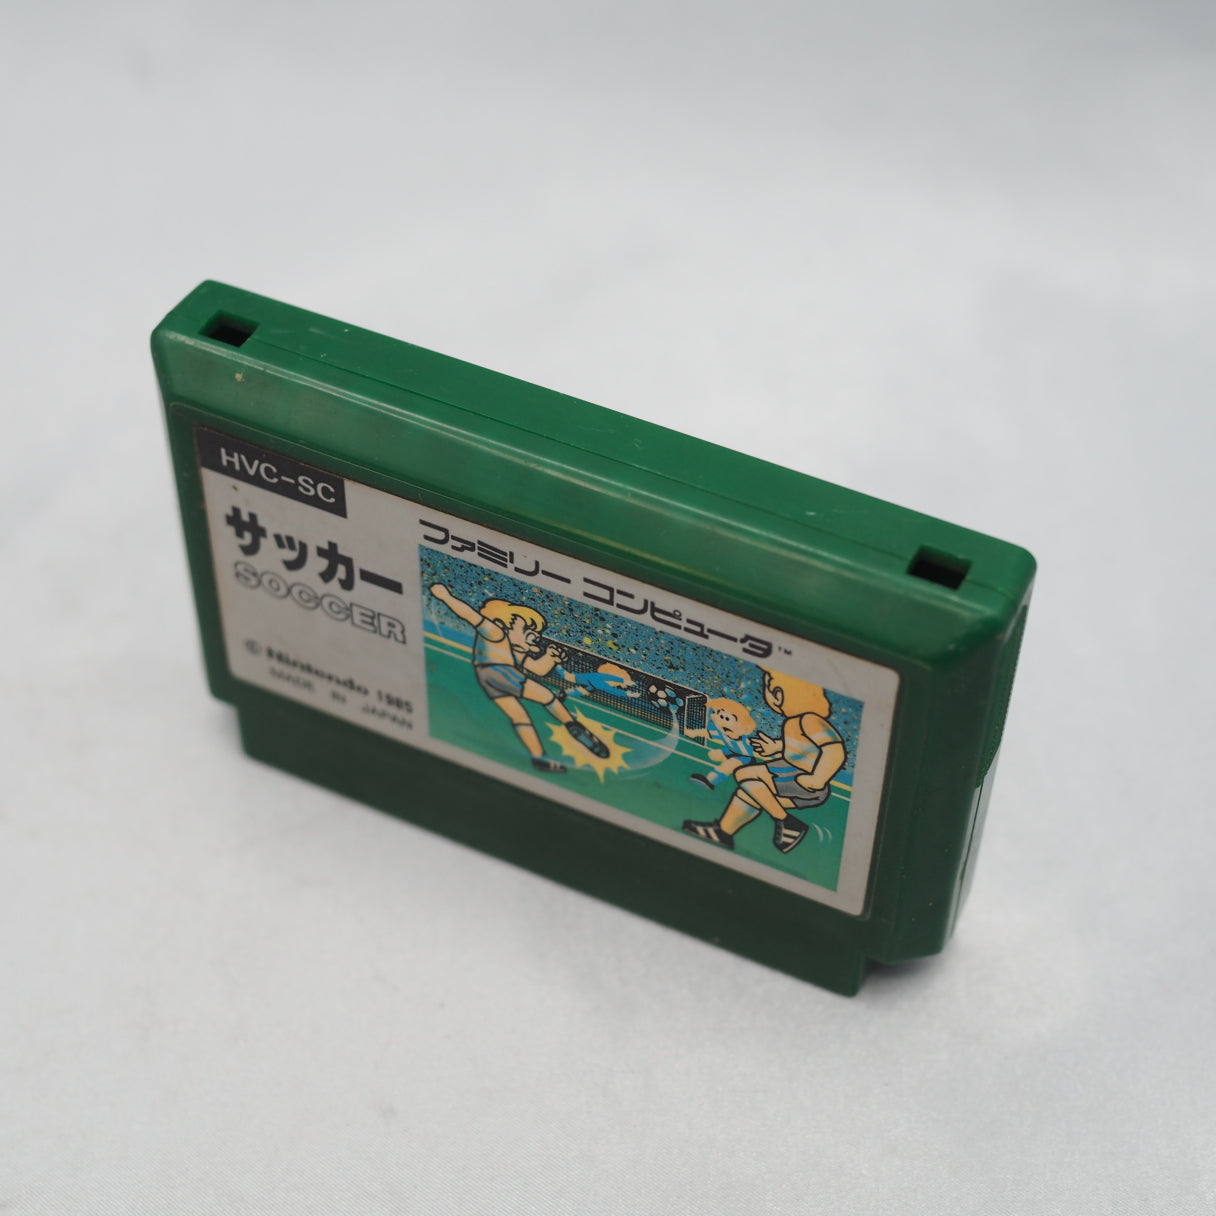 HVC-SC
サッカー
SOCCER
© Nintendo 1985
MADE IN JAPAN
ファミリー コンピュータ™